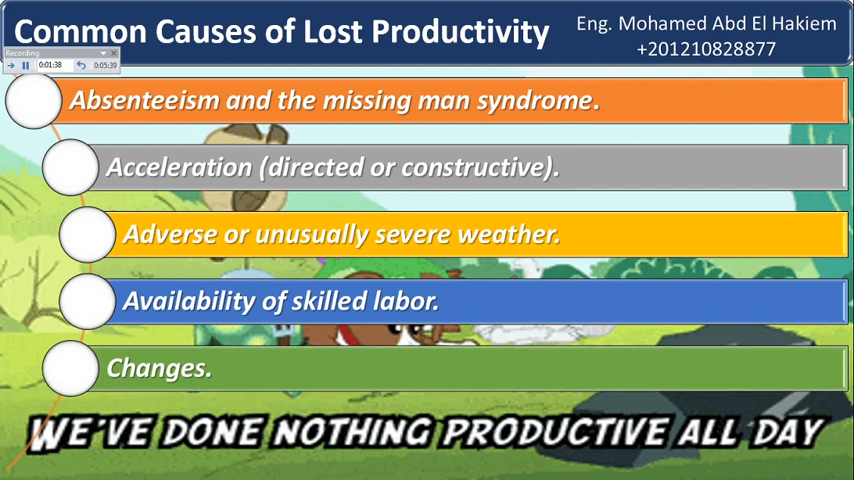 Common Causes of Lost Productivity
Eng. Mohamed Abd El Hakiem
+201210828877
Recording
0:01:38
0:05:39
Absenteeism and the missing man syndrome.
Acceleration (directed or constructive).
Adverse or unusually severe weather.
Availability of skilled labor.
Changes.
WE'VE DONE NOTHING PRODUCTIVE ALL DAY